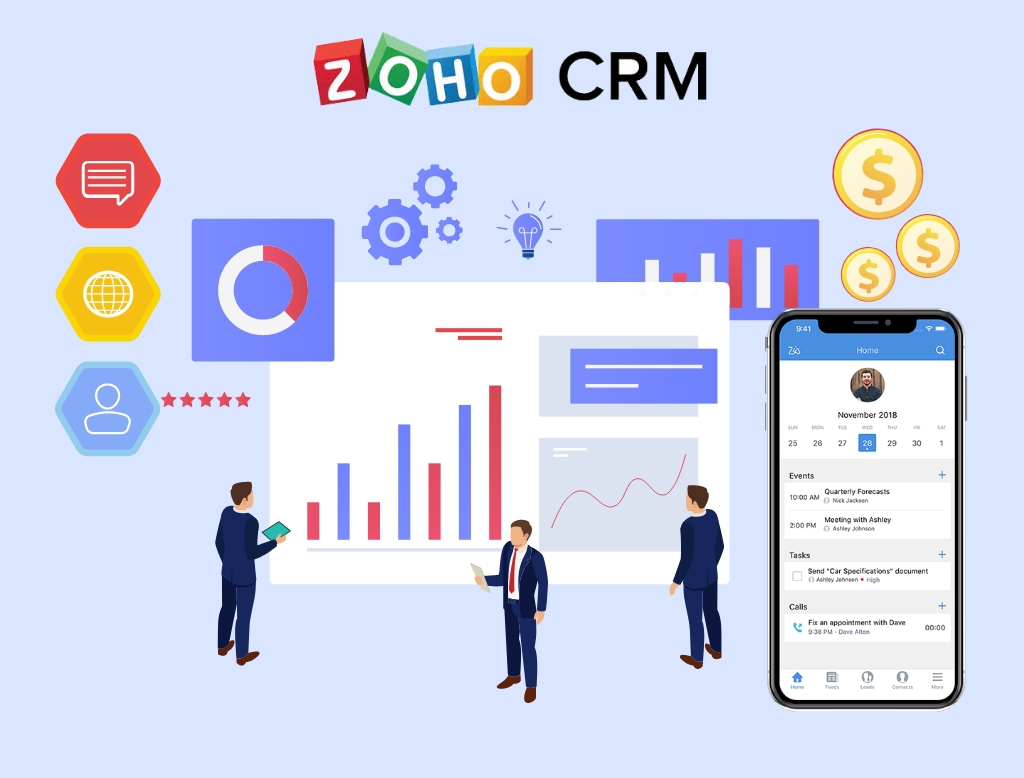 ZOHO CRM
9:41
Home
November 2018
SUN MON TUE WED THU FRI SAT
25 26 27 28 29 30 1
Events +
10:00 AM Quarterly Forecasts
Nick Jackson
2:00 PM Meeting with Ashley
Ashley Johnson
Tasks +
Send "Car Specifications" document
Ashley Johnsen • High
Calls +
Fix an appointment with Dave 00:00
9:38 PM - Dave Alton
Home Feeds Leads Contacts More